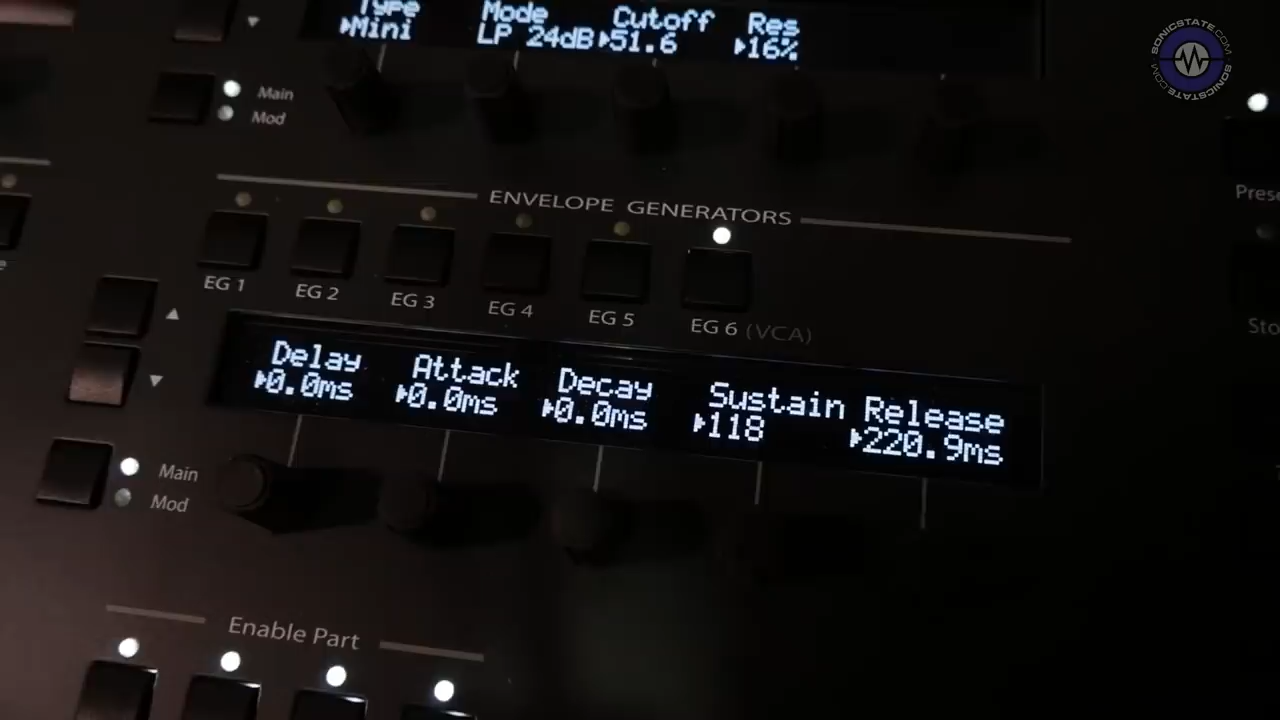 Type Mode Cutoff Res
Mini LP 24dB 51.6 16%
SONICSTATE.COM
SONICSTATE.COM
Main
Mod
ENVELOPE GENERATORS
EG 1 EG 2 EG 3 EG 4 EG 5 EG 6 (VCA)
Delay Attack Decay Sustain Release
0.0ms 0.0ms 0.0ms 118 220.9ms
Main
Mod
Enable Part